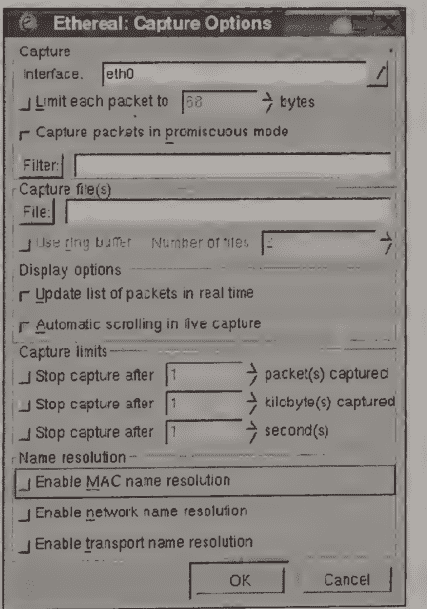 Ethereal: Capture Options
Capture
Interface: eth0
Limit each packet to 68 bytes
Capture packets in promiscuous mode
Filter:
Capture file(s)
File:
Use ring buffer Number of files 2
Display options
Update list of packets in real time
Automatic scrolling in live capture
Capture limits
Stop capture after 1 packet(s) captured
Stop capture after 1 kilobyte(s) captured
Stop capture after 1 second(s)
Name resolution
Enable MAC name resolution
Enable network name resolution
Enable transport name resolution
OK Cancel